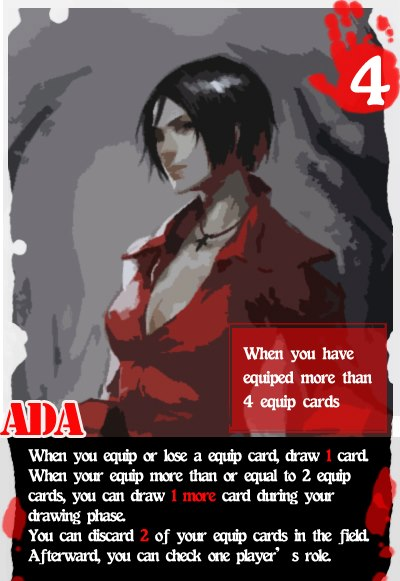 4
When you have
equiped more than
4 equip cards
ADA
When you equip or lose a equip card, draw 1 card.
When your equip more than or equal to 2 equip
cards, you can draw 1 more card during your
drawing phase.
You can discard 2 of your equip cards in the field.
Afterward, you can check one player's role.